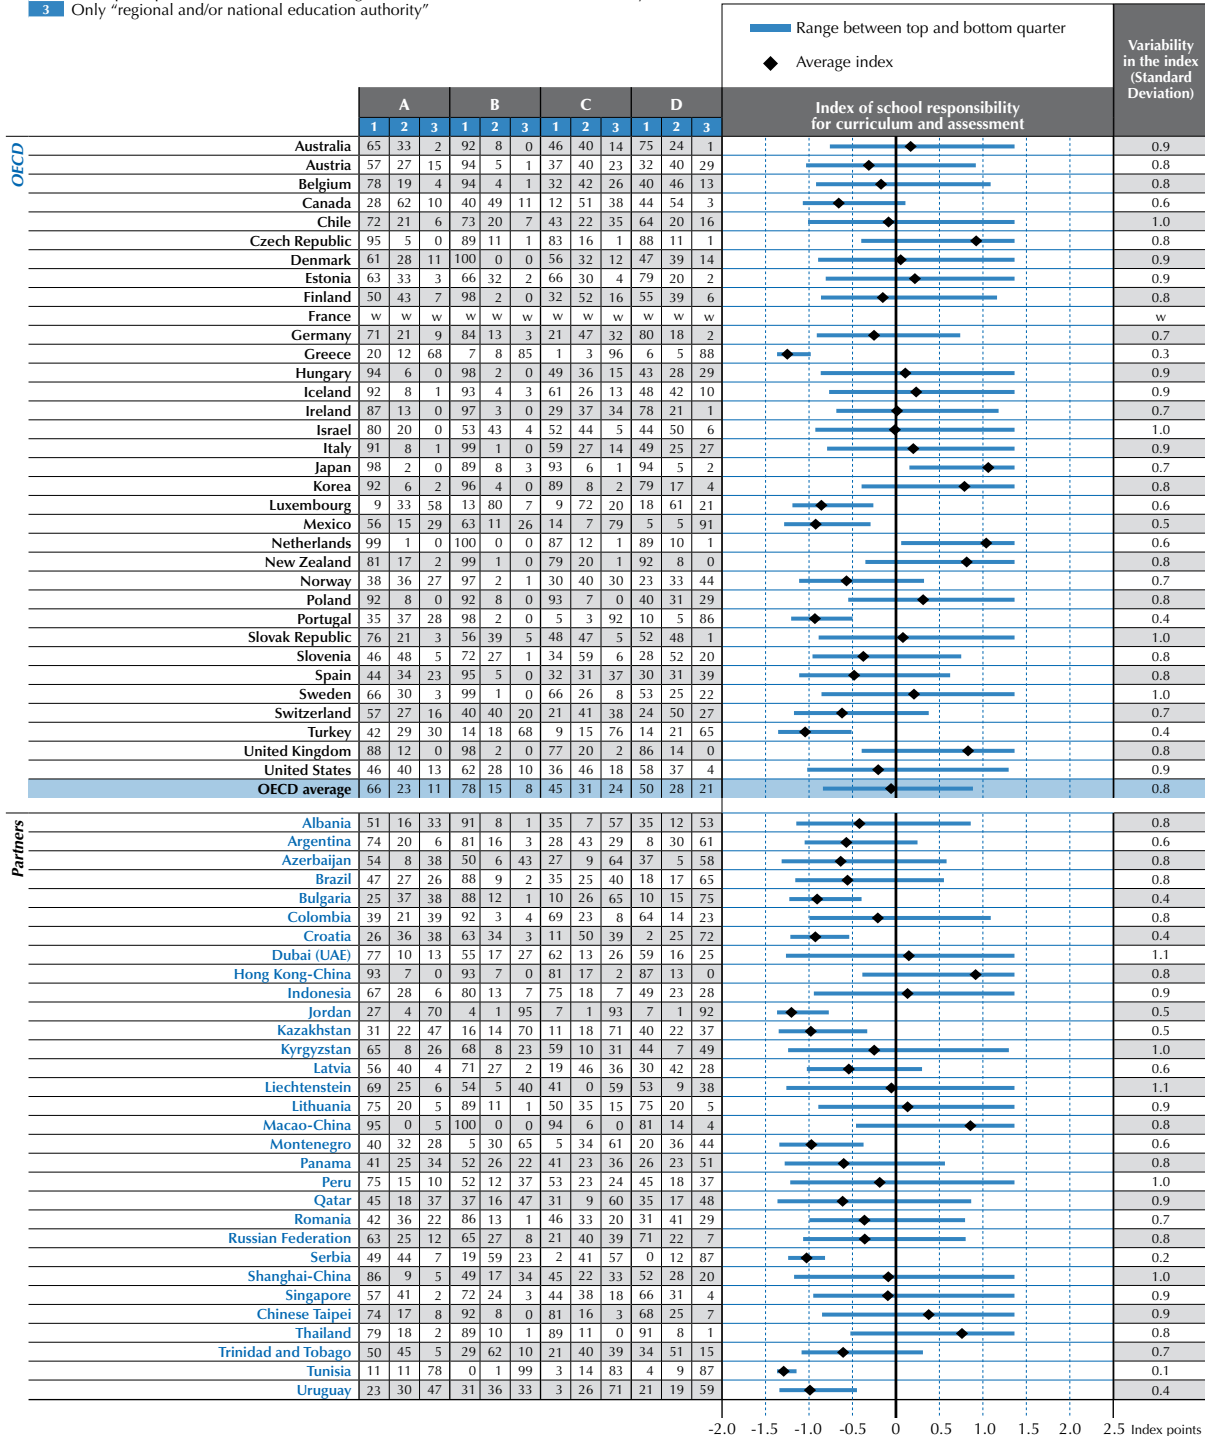 3 Only “regional and/or national education authority”
Range between top and bottom quarter
Average index
Variability in the index (Standard Deviation)
A B C D
Index of school responsibility for curriculum and assessment
1 2 3 1 2 3 1 2 3 1 2 3
OECD
Australia 65 33 2 92 8 0 46 40 14 75 24 1 0.9
Austria 57 27 15 94 5 1 37 40 23 32 40 29 0.8
Belgium 78 19 4 94 4 1 32 42 26 40 46 13 0.8
Canada 28 62 10 40 49 11 12 51 38 44 54 3 0.6
Chile 72 21 6 73 20 7 43 22 35 64 20 16 1.0
Czech Republic 95 5 0 89 11 1 83 16 1 88 11 1 0.8
Denmark 61 28 11 100 0 0 56 32 12 47 39 14 0.9
Estonia 63 33 3 66 32 2 66 30 4 79 20 2 0.9
Finland 50 43 7 98 2 0 32 52 16 55 39 6 0.8
France w w w w w w w w w w w w w
Germany 71 21 9 84 13 3 21 47 32 80 18 2 0.7
Greece 20 12 68 7 8 85 1 3 96 6 5 88 0.3
Hungary 94 6 0 98 2 0 49 36 15 43 28 29 0.9
Iceland 92 8 1 93 4 3 61 26 13 48 42 10 0.9
Ireland 87 13 0 97 3 0 29 37 34 78 21 1 0.7
Israel 80 20 0 53 43 4 52 44 5 44 50 6 1.0
Italy 91 8 1 99 1 0 59 27 14 49 25 27 0.9
Japan 98 2 0 89 8 3 93 6 1 94 5 2 0.7
Korea 92 6 2 96 4 0 89 8 2 79 17 4 0.8
Luxembourg 9 33 58 13 80 7 9 72 20 18 61 21 0.6
Mexico 56 15 29 63 11 26 14 7 79 5 5 91 0.5
Netherlands 99 1 0 100 0 0 87 12 1 89 10 1 0.6
New Zealand 81 17 2 99 1 0 79 20 1 92 8 0 0.8
Norway 38 36 27 97 2 1 30 40 30 23 33 44 0.7
Poland 92 8 0 92 8 0 93 7 0 40 31 29 0.8
Portugal 35 37 28 98 2 0 5 3 92 10 5 86 0.4
Slovak Republic 76 21 3 56 39 5 48 47 5 52 48 1 1.0
Slovenia 46 48 5 72 27 1 34 59 6 28 52 20 0.8
Spain 44 34 23 95 5 0 32 31 37 30 31 39 0.8
Sweden 66 30 3 99 1 0 66 26 8 53 25 22 1.0
Switzerland 57 27 16 40 40 20 21 41 38 24 50 27 0.7
Turkey 42 29 30 14 18 68 9 15 76 14 21 65 0.4
United Kingdom 88 12 0 98 2 0 77 20 2 86 14 0 0.8
United States 46 40 13 62 28 10 36 46 18 58 37 4 0.9
OECD average 66 23 11 78 15 8 45 31 24 50 28 21 0.8
Partners
Albania 51 16 33 91 8 1 35 7 57 35 12 53 0.8
Argentina 74 20 6 81 16 3 28 43 29 8 30 61 0.6
Azerbaijan 54 8 38 50 6 43 27 9 64 37 5 58 0.8
Brazil 47 27 26 88 9 2 35 25 40 18 17 65 0.8
Bulgaria 25 37 38 88 12 1 10 26 65 10 15 75 0.4
Colombia 39 21 39 92 3 4 69 23 8 64 14 23 0.8
Croatia 26 36 38 63 34 3 11 50 39 2 25 72 0.4
Dubai (UAE) 77 10 13 55 17 27 62 13 26 59 16 25 1.1
Hong Kong-China 93 7 0 93 7 0 81 17 2 87 13 0 0.8
Indonesia 67 28 6 80 13 7 75 18 7 49 23 28 0.9
Jordan 27 4 70 4 1 95 7 1 93 7 1 92 0.5
Kazakhstan 31 22 47 16 14 70 11 18 71 40 22 37 0.5
Kyrgyzstan 65 8 26 68 8 23 59 10 31 44 7 49 1.0
Latvia 56 40 4 71 27 2 19 46 36 30 42 28 0.6
Liechtenstein 69 25 6 54 5 40 41 0 59 53 9 38 1.1
Lithuania 75 20 5 89 11 1 50 35 15 75 20 5 0.9
Macao-China 95 0 5 100 0 0 94 6 0 81 14 4 0.8
Montenegro 40 32 28 5 30 65 5 34 61 20 36 44 0.6
Panama 41 25 34 52 26 22 41 23 36 26 23 51 0.8
Peru 75 15 10 52 12 37 53 23 24 45 18 37 1.0
Qatar 45 18 37 37 16 47 31 9 60 35 17 48 0.9
Romania 42 36 22 86 13 1 46 33 20 31 41 29 0.7
Russian Federation 63 25 12 65 27 8 21 40 39 71 22 7 0.8
Serbia 49 44 7 19 59 23 2 41 57 0 12 87 0.2
Shanghai-China 86 9 5 49 17 34 45 22 33 52 28 20 1.0
Singapore 57 41 2 72 24 3 44 38 18 66 31 4 0.9
Chinese Taipei 74 17 8 92 8 0 81 16 3 68 25 7 0.9
Thailand 79 18 2 89 10 1 89 11 0 91 8 1 0.8
Trinidad and Tobago 50 45 5 29 62 10 21 40 39 34 51 15 0.7
Tunisia 11 11 78 0 1 99 3 14 83 4 9 87 0.1
Uruguay 23 30 47 31 36 33 3 26 71 21 19 59 0.4
-2.0 -1.5 -1.0 -0.5 0 0.5 1.0 1.5 2.0 2.5 Index points